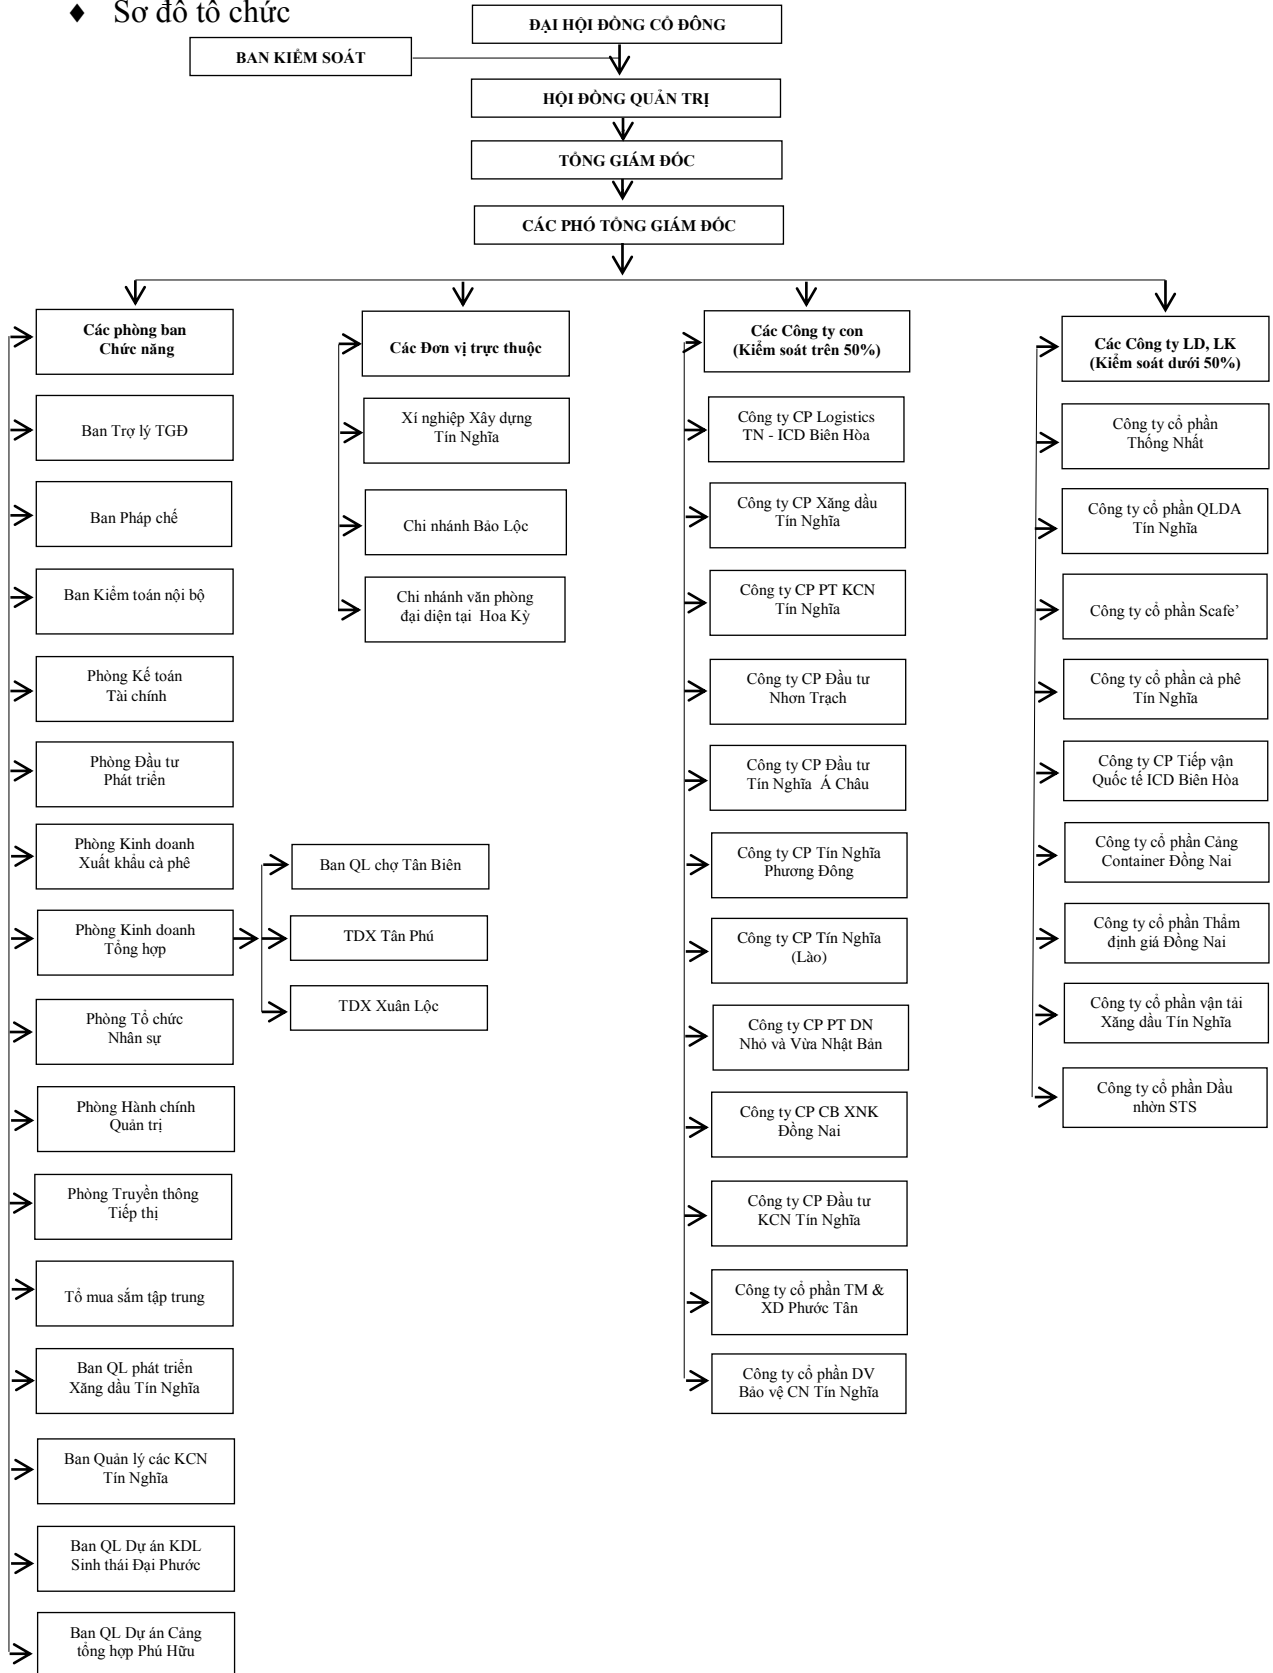 ♦ Sơ đồ tổ chức
ĐẠI HỘI ĐỒNG CỔ ĐÔNG
BAN KIỂM SOÁT
HỘI ĐỒNG QUẢN TRỊ
TỔNG GIÁM ĐỐC
CÁC PHÓ TỔNG GIÁM ĐỐC
Các phòng ban
Chức năng
Ban Trợ lý TGĐ
Ban Pháp chế
Ban Kiểm toán nội bộ
Phòng Kế toán
Tài chính
Phòng Đầu tư
Phát triển
Phòng Kinh doanh
Xuất khẩu cà phê
Phòng Kinh doanh
Tổng hợp
Ban QL chợ Tân Biên
TDX Tân Phú
TDX Xuân Lộc
Phòng Tổ chức
Nhân sự
Phòng Hành chính
Quản trị
Phòng Truyền thông
Tiếp thị
Tổ mua sắm tập trung
Ban QL phát triển
Xăng dầu Tín Nghĩa
Ban Quản lý các KCN
Tín Nghĩa
Ban QL Dự án KDL
Sinh thái Đại Phước
Ban QL Dự án Cảng
tổng hợp Phú Hữu
Các Đơn vị trực thuộc
Xí nghiệp Xây dựng
Tín Nghĩa
Chi nhánh Bảo Lộc
Chi nhánh văn phòng
đại diện tại Hoa Kỳ
Các Công ty con
(Kiểm soát trên 50%)
Công ty CP Logistics
TN - ICD Biên Hòa
Công ty CP Xăng dầu
Tín Nghĩa
Công ty CP PT KCN
Tín Nghĩa
Công ty CP Đầu tư
Nhơn Trạch
Công ty CP Đầu tư
Tín Nghĩa Á Châu
Công ty CP Tín Nghĩa
Phương Đông
Công ty CP Tín Nghĩa
(Lào)
Công ty CP PT DN
Nhỏ và Vừa Nhật Bản
Công ty CP CB XNK
Đồng Nai
Công ty CP Đầu tư
KCN Tín Nghĩa
Công ty cổ phần TM &
XD Phước Tân
Công ty cổ phần DV
Bảo vệ CN Tín Nghĩa
Các Công ty LD, LK
(Kiểm soát dưới 50%)
Công ty cổ phần
Thống Nhất
Công ty cổ phần QLDA
Tín Nghĩa
Công ty cổ phần Scafe’
Công ty cổ phần cà phê
Tín Nghĩa
Công ty CP Tiếp vận
Quốc tế ICD Biên Hòa
Công ty cổ phần Cảng
Container Đồng Nai
Công ty cổ phần Thẩm
định giá Đồng Nai
Công ty cổ phần vận tải
Xăng dầu Tín Nghĩa
Công ty cổ phần Dầu
nhờn STS